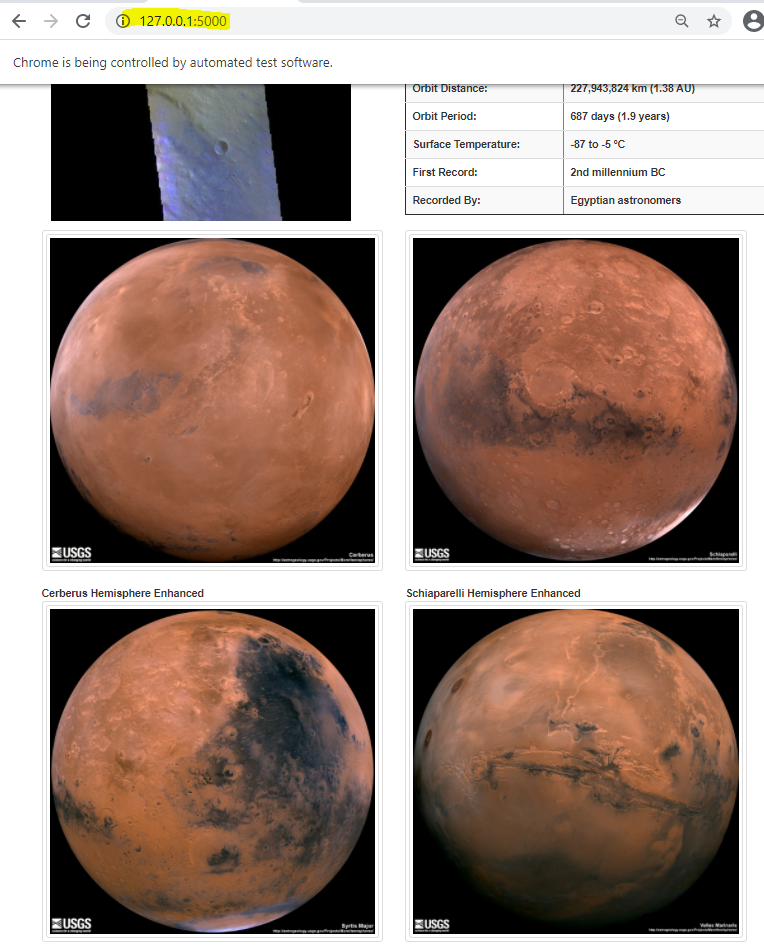 127.0.0.1:5000
Chrome is being controlled by automated test software.
Orbit Distance: 227,943,824 km (1.38 AU)
Orbit Period: 687 days (1.9 years)
Surface Temperature: -87 to -5 °C
First Record: 2nd millennium BC
Recorded By: Egyptian astronomers
USGS
Cerberus
USGS
Schiaparelli
Cerberus Hemisphere Enhanced
Schiaparelli Hemisphere Enhanced
USGS
Syrtis Major
USGS
Valles Marineris